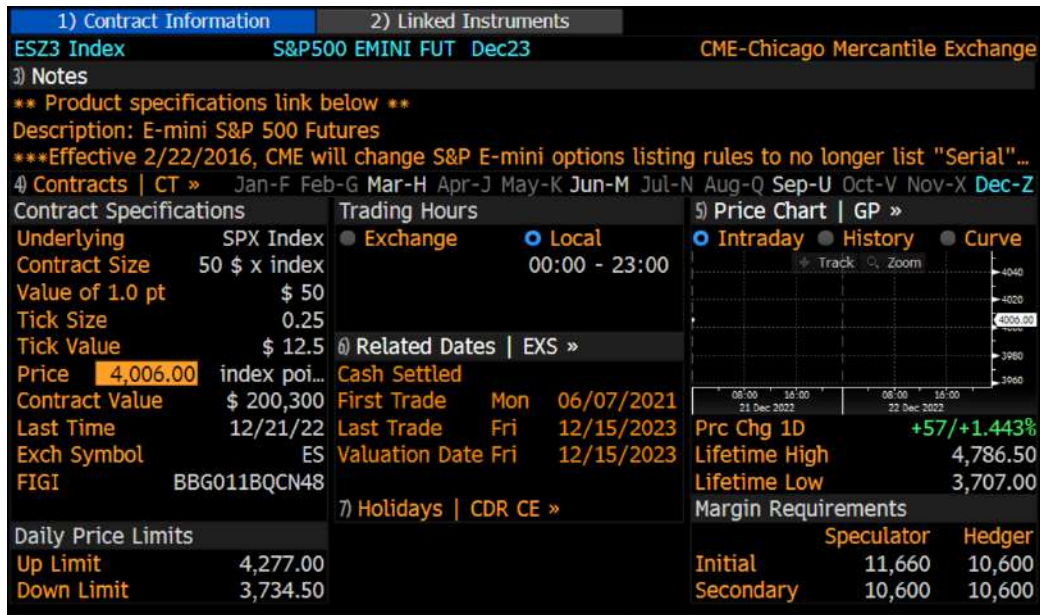 1) Contract Information 2) Linked Instruments
ESZ3 Index S&P500 EMINI FUT Dec23 CME-Chicago Mercantile Exchange
3) Notes
** Product specifications link below **
Description: E-mini S&P 500 Futures
***Effective 2/22/2016, CME will change S&P E-mini options listing rules to no longer list "Serial"…
4) Contracts | CT » Jan-F Feb-G Mar-H Apr-J May-K Jun-M Jul-N Aug-Q Sep-U Oct-V Nov-X Dec-Z
Contract Specifications
Underlying SPX Index
Contract Size 50 $ x index
Value of 1.0 pt $ 50
Tick Size 0.25
Tick Value $ 12.5
Price 4,006.00 index poi…
Contract Value $ 200,300
Last Time 12/21/22
Exch Symbol ES
FIGI BBG011BQCN48
Daily Price Limits
Up Limit 4,277.00
Down Limit 3,734.50
Trading Hours
Exchange Local
00:00 - 23:00
6) Related Dates | EXS »
Cash Settled
First Trade Mon 06/07/2021
Last Trade Fri 12/15/2023
Valuation Date Fri 12/15/2023
7) Holidays | CDR CE »
5) Price Chart | GP »
Intraday History Curve
Track Zoom
4040
4020
4006.00
3980
3960
08:00 16:00 08:00 16:00
21 Dec 2022 22 Dec 2022
Prc Chg 1D +57/+1.443%
Lifetime High 4,786.50
Lifetime Low 3,707.00
Margin Requirements
Speculator Hedger
Initial 11,660 10,600
Secondary 10,600 10,600